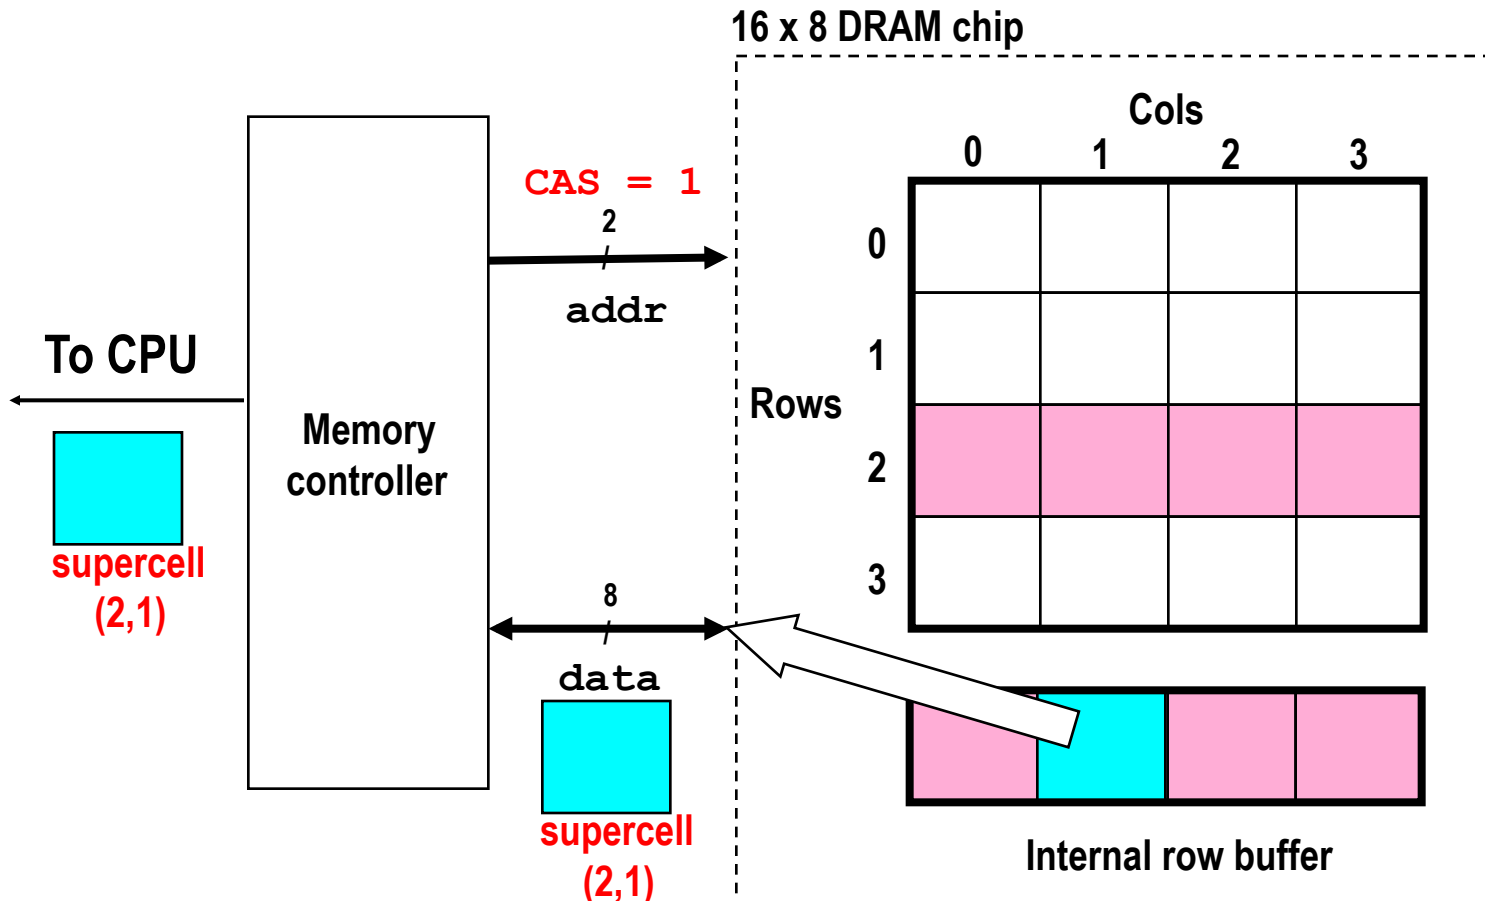 16 x 8 DRAM chip
Cols
0 1 2 3
CAS = 1
2
addr
0
1
Rows
2
3
To CPU
Memory
controller
supercell
(2,1)
8
data
supercell
(2,1)
Internal row buffer